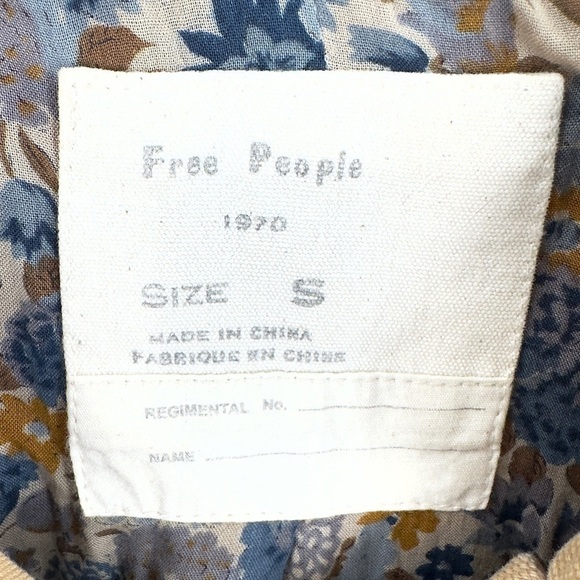 Free People
1970
SIZE S
MADE IN CHINA
FABRIQUE EN CHINE
REGIMENTAL No.
NAME